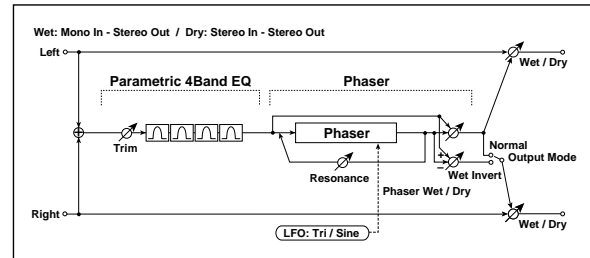 Wet: Mono In - Stereo Out / Dry: Stereo In - Stereo Out
Left
Wet / Dry
Parametric 4Band EQ
Phaser
Trim
Phaser
+
−
Normal
Output Mode
Wet Invert
Resonance
Phaser Wet / Dry
Right
LFO: Tri / Sine
Wet / Dry